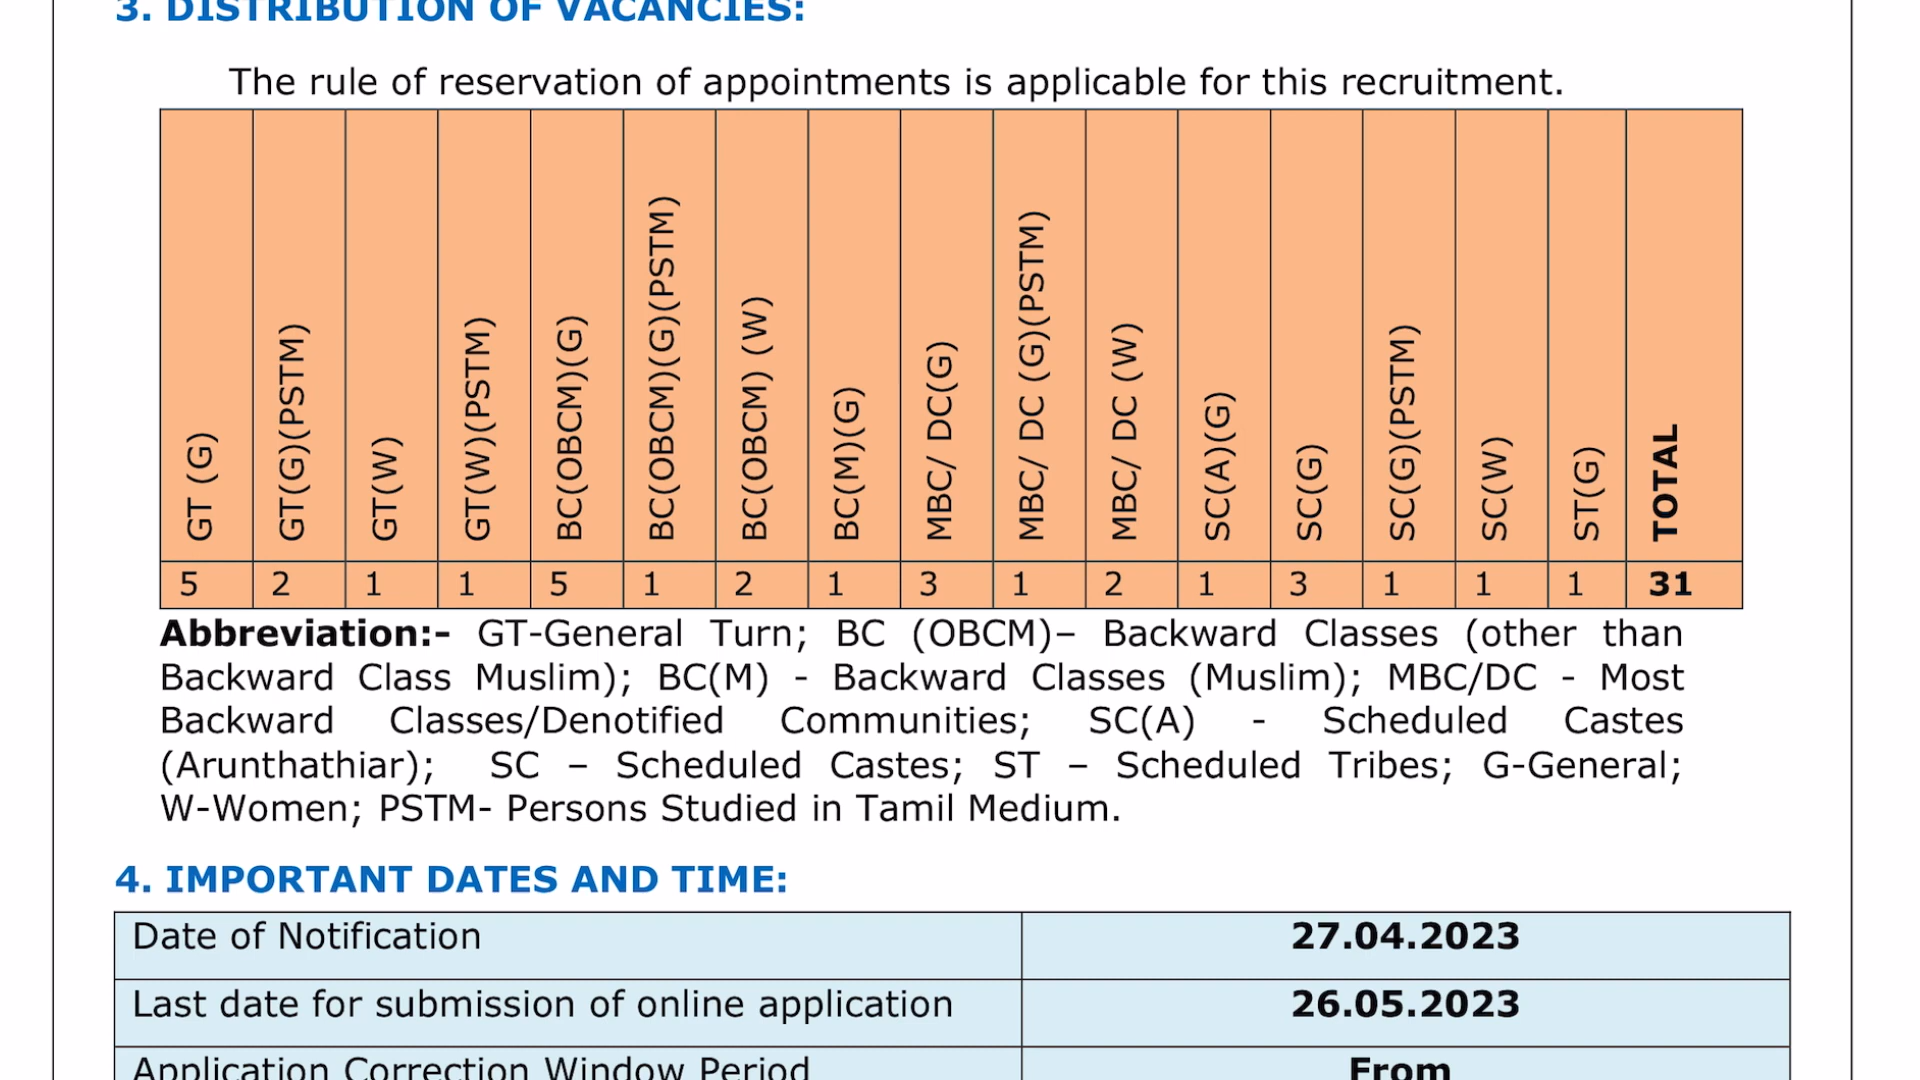 3. DISTRIBUTION OF VACANCIES:
The rule of reservation of appointments is applicable for this recruitment.
GT (G) GT(G)(PSTM) GT(W) GT(W)(PSTM) BC(OBCM)(G) BC(OBCM)(G)(PSTM) BC(OBCM) (W) BC(M)(G) MBC/ DC(G) MBC/ DC (G)(PSTM) MBC/ DC (W) SC(A)(G) SC(G) SC(G)(PSTM) SC(W) ST(G) TOTAL
5 2 1 1 5 1 2 1 3 1 2 1 3 1 1 1 31
Abbreviation:- GT-General Turn; BC (OBCM)– Backward Classes (other than
Backward Class Muslim); BC(M) - Backward Classes (Muslim); MBC/DC - Most
Backward Classes/Denotified Communities; SC(A) - Scheduled Castes
(Arunthathiar); SC – Scheduled Castes; ST – Scheduled Tribes; G-General;
W-Women; PSTM- Persons Studied in Tamil Medium.
4. IMPORTANT DATES AND TIME:
Date of Notification 27.04.2023
Last date for submission of online application 26.05.2023
Application Correction Window Period From